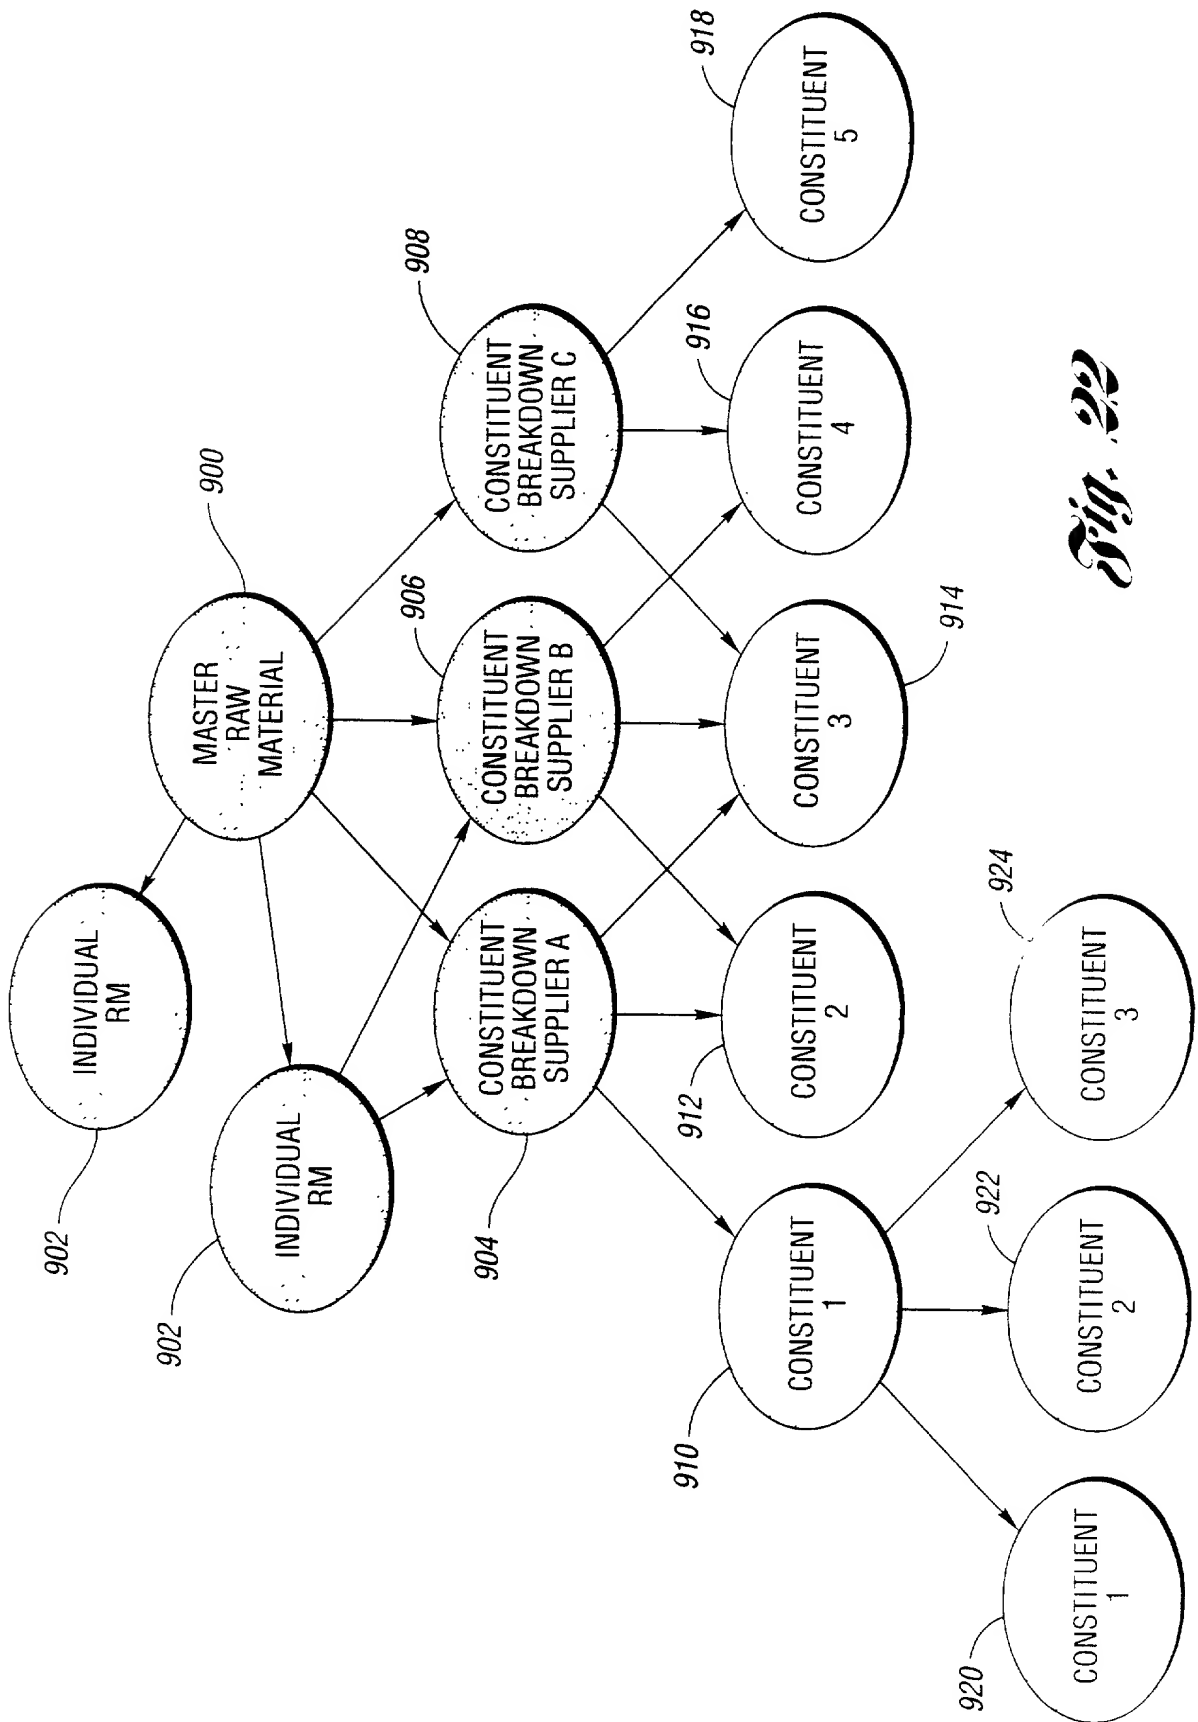 902
INDIVIDUAL
RM
900
MASTER
RAW
MATERIAL
902
INDIVIDUAL
RM
904
CONSTITUENT
BREAKDOWN
SUPPLIER A
906
CONSTITUENT
BREAKDOWN
SUPPLIER B
908
CONSTITUENT
BREAKDOWN
SUPPLIER C
910
CONSTITUENT
1
912
CONSTITUENT
2
914
CONSTITUENT
3
916
CONSTITUENT
4
918
CONSTITUENT
5
920
CONSTITUENT
1
922
CONSTITUENT
2
924
CONSTITUENT
3
Fig. 22